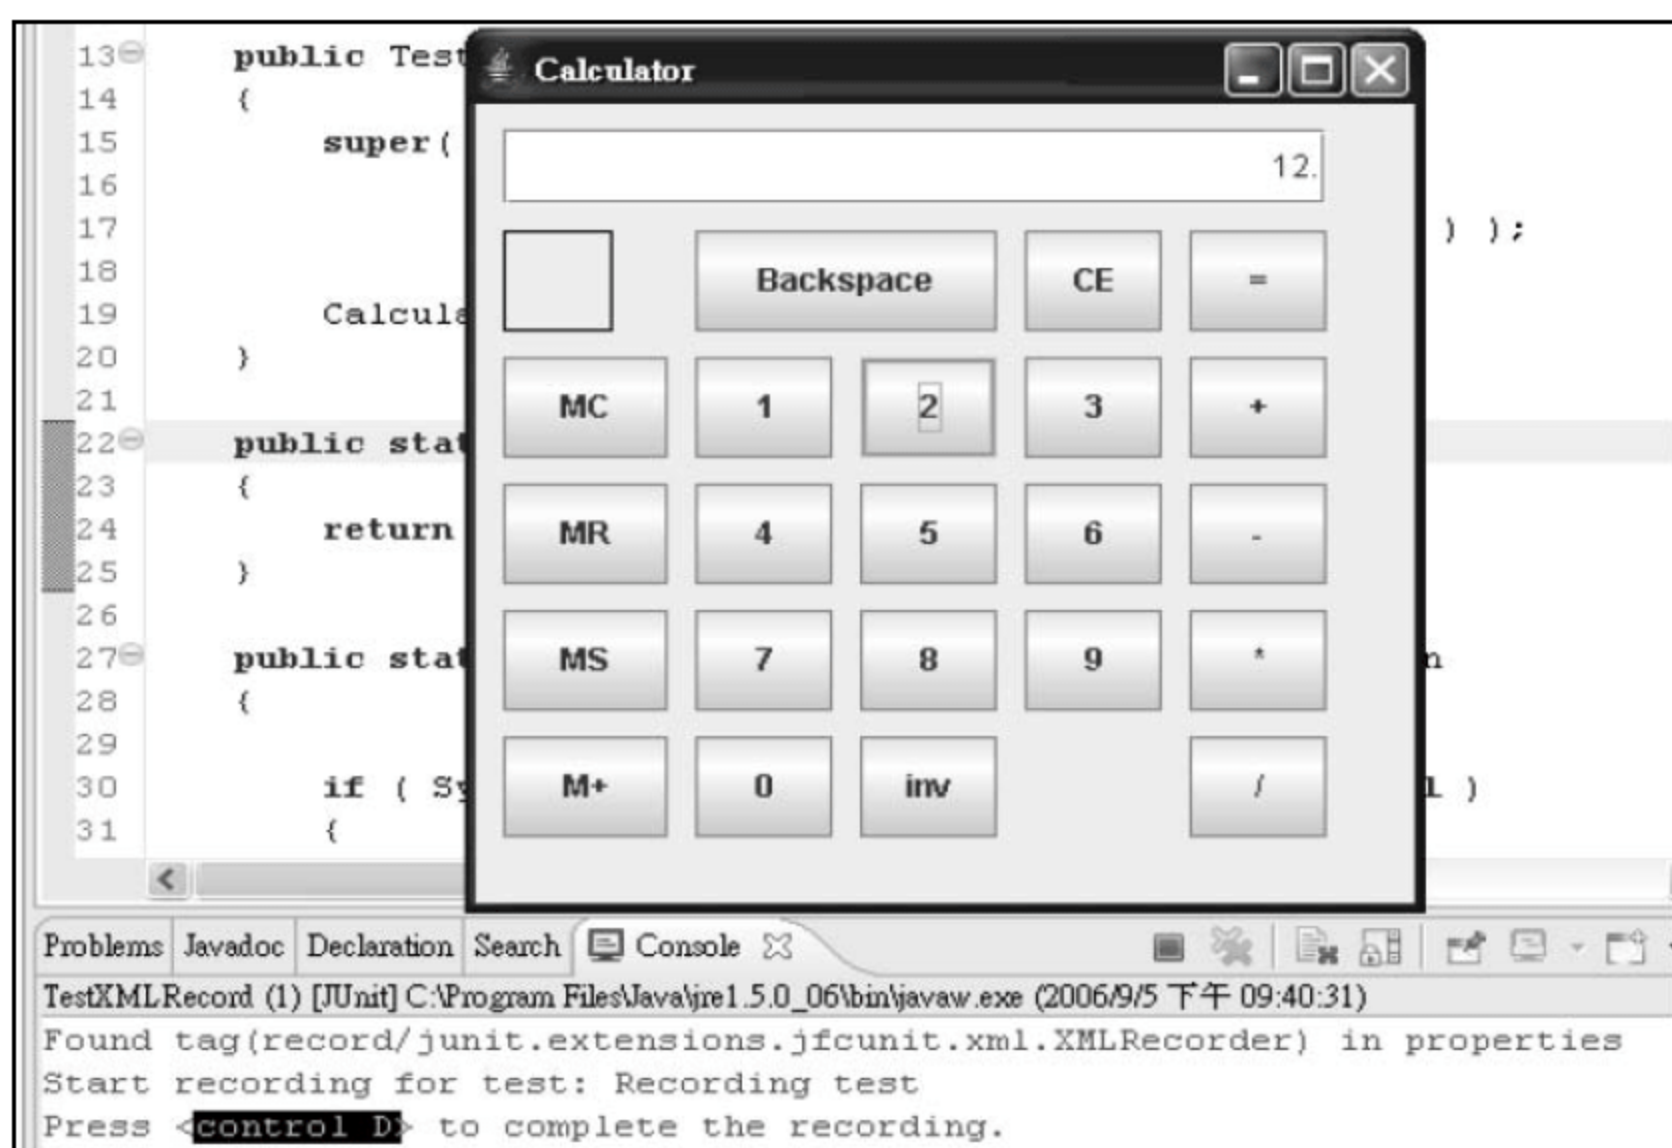 13 public Test
14 {
15 super(
16
17 ) );
18
19 Calcula
20 }
21
22 public stat
23 {
24 return
25 }
26
27 public stat n
28 {
29
30 if ( Sy l )
31 {
Calculator
12.
Backspace CE =
MC 1 2 3 +
MR 4 5 6 -
MS 7 8 9 *
M+ 0 inv /
Problems Javadoc Declaration Search Console
TestXMLRecord (1) [JUnit] C:\Program Files\Java\jre1.5.0_06\bin\javaw.exe (2006/9/5 下午 09:40:31)
Found tag(record/junit.extensions.jfcunit.xml.XMLRecorder) in properties
Start recording for test: Recording test
Press <control D> to complete the recording.